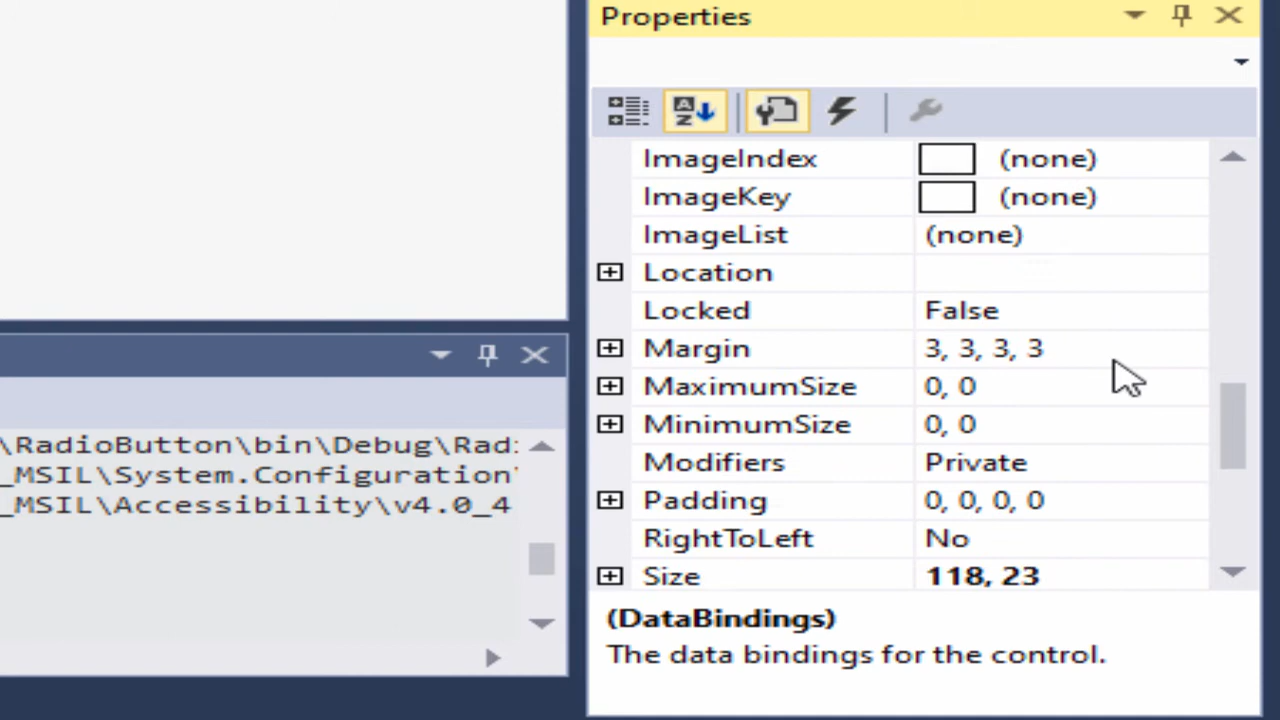 Properties
ImageIndex (none)
ImageKey (none)
ImageList (none)
Location
Locked False
Margin 3, 3, 3, 3
MaximumSize 0, 0
MinimumSize 0, 0
Modifiers Private
Padding 0, 0, 0, 0
RightToLeft No
Size 118, 23
(DataBindings)
The data bindings for the control.
\RadioButton\bin\Debug\Rad
_MSIL\System.Configuration
_MSIL\Accessibility\v4.0_4